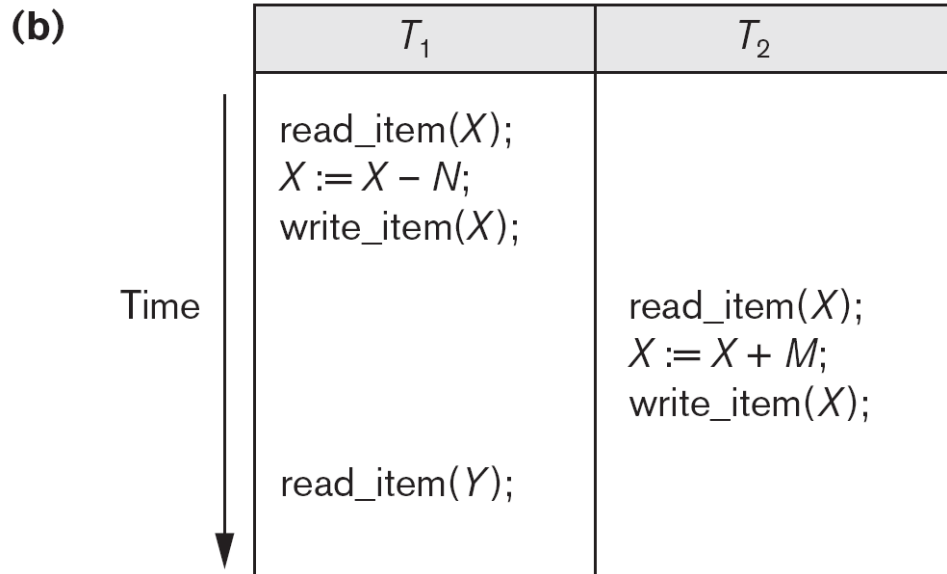 (b)
T₁ T₂
read_item(X);
X := X – N;
write_item(X);
Time
read_item(X);
X := X + M;
write_item(X);
read_item(Y);